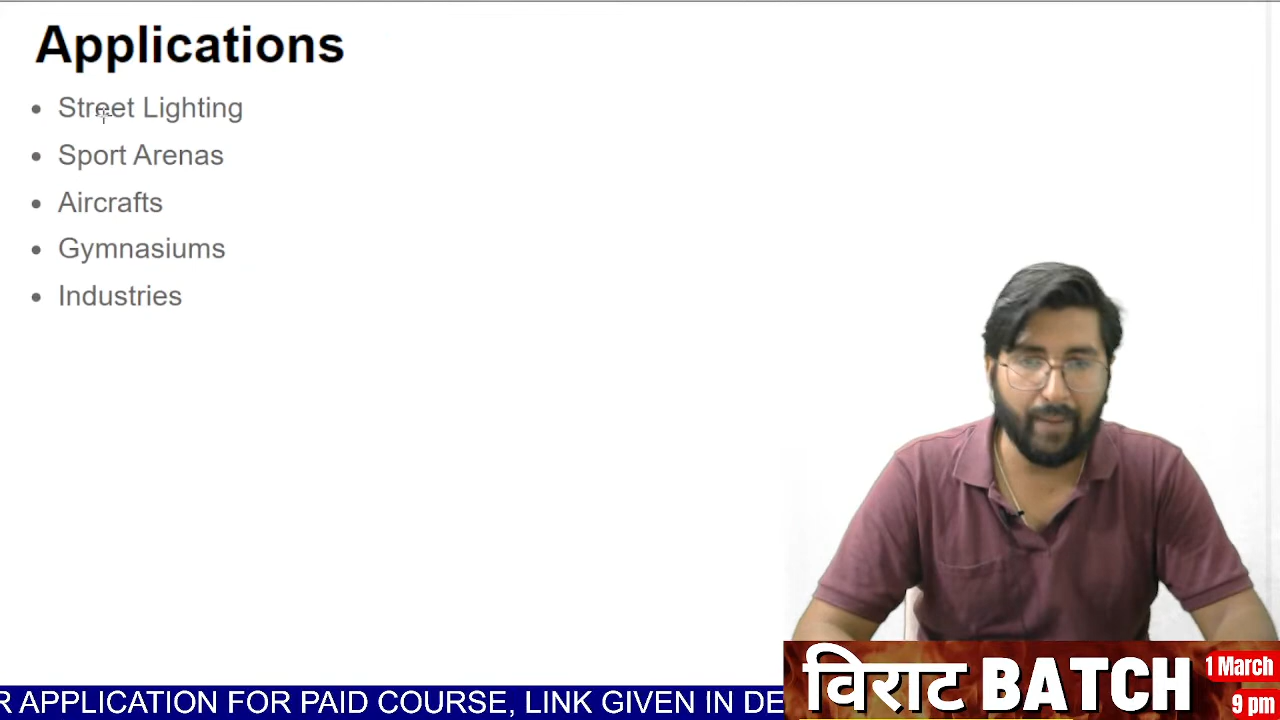 Applications
• Street Lighting
• Sport Arenas
• Aircrafts
• Gymnasiums
• Industries
R APPLICATION FOR PAID COURSE, LINK GIVEN IN DE
विराट BATCH
1 March
9 pm